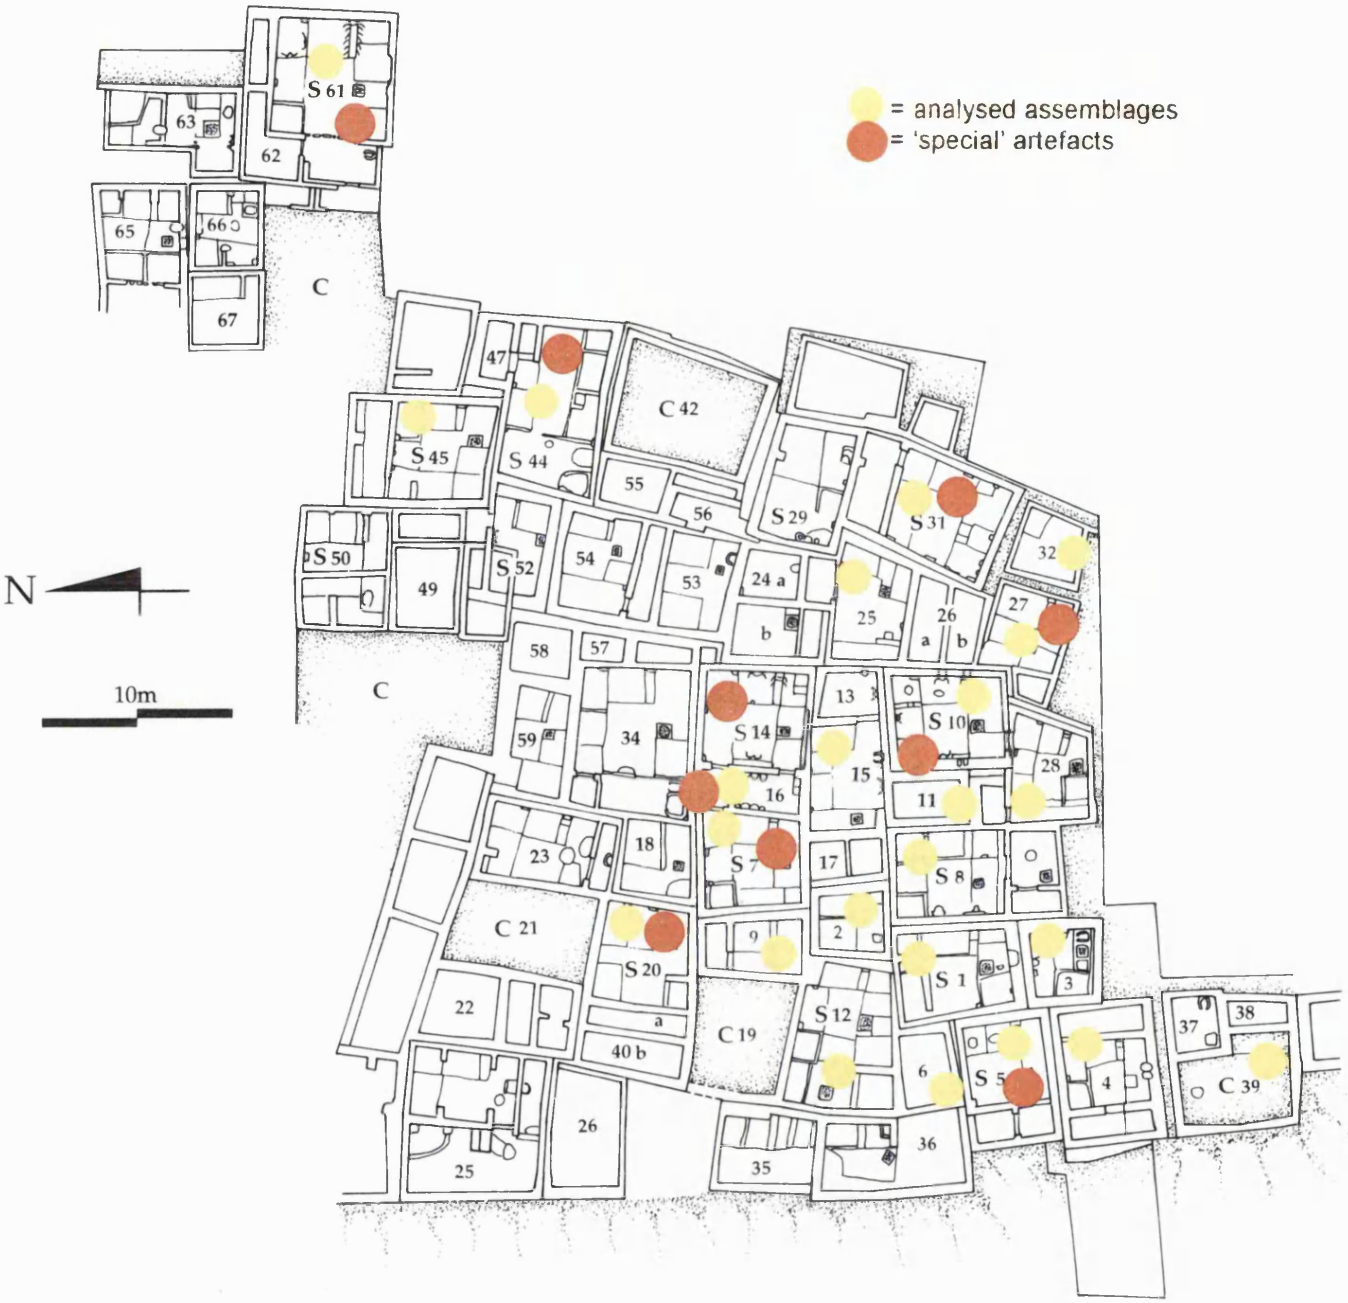 = analysed assemblages
= 'special' artefacts
S 61
63
62
65
66
C
67
47
C 42
S 45
S 44
55
56
S 29
S 31
32
S 50
49
S 52
54
53
24 a
b
25
26
a
b
27
N
10m
C
58
57
59
34
S 14
13
S 10
15
16
11
28
23
18
S 7
17
S 8
C 21
S 20
9
2
S 1
3
22
a
40 b
C 19
S 12
6
S 5
4
37
38
C 39
25
26
35
36